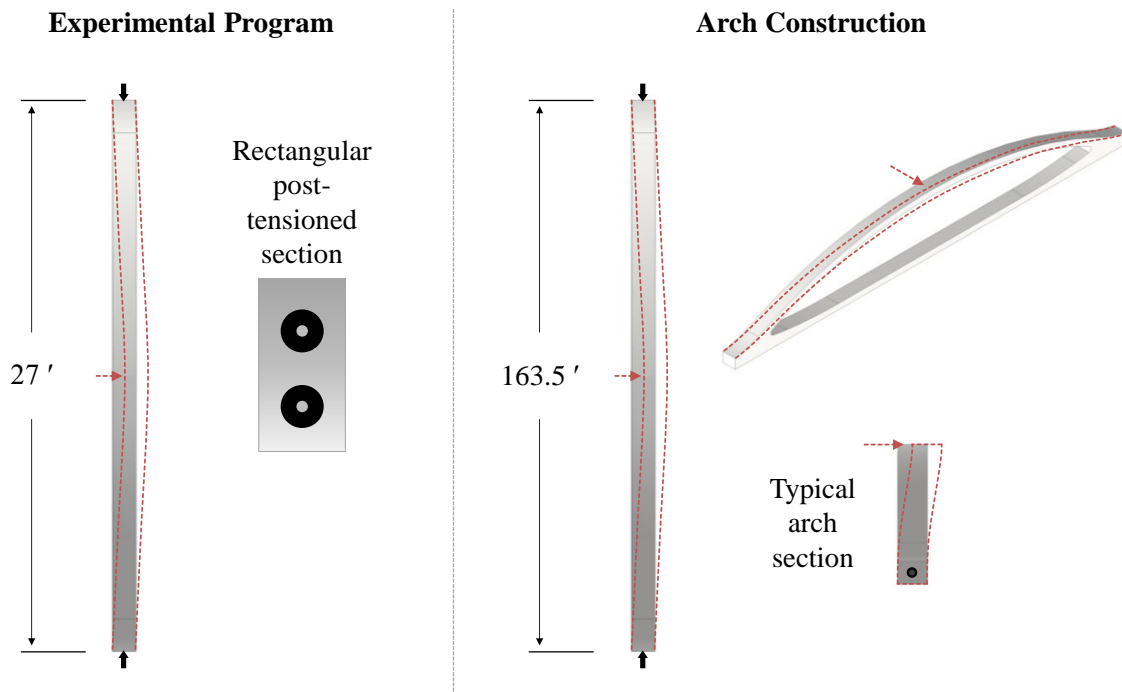 Experimental Program
Arch Construction
Rectangular
post-
tensioned
section
27 ′
163.5 ′
Typical
arch
section